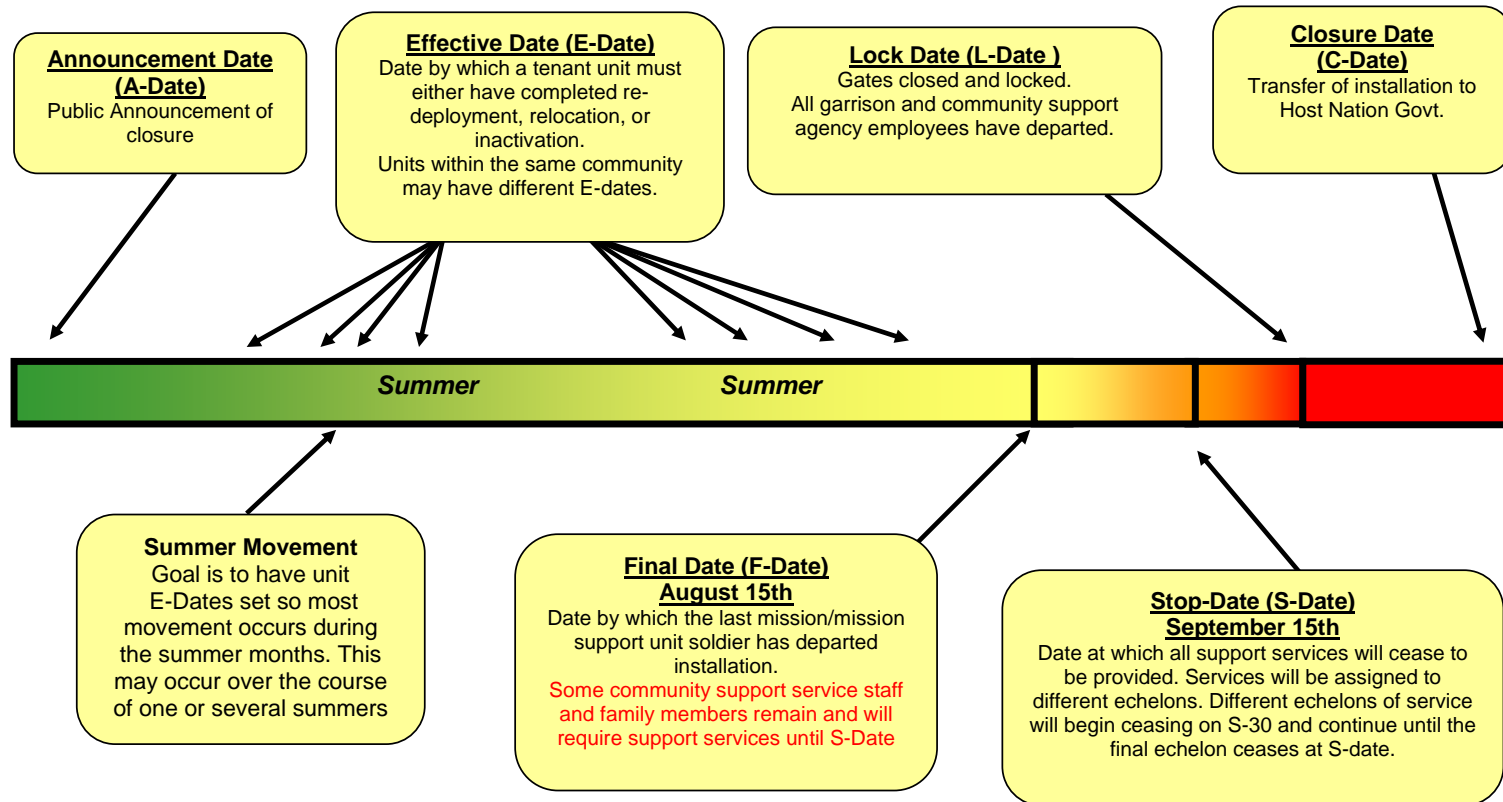 Announcement Date
(A-Date)
Public Announcement of
closure
Effective Date (E-Date)
Date by which a tenant unit must
either have completed re-
deployment, relocation, or
inactivation.
Units within the same community
may have different E-dates.
Lock Date (L-Date )
Gates closed and locked.
All garrison and community support
agency employees have departed.
Closure Date
(C-Date)
Transfer of installation to
Host Nation Govt.
Summer
Summer
Summer Movement
Goal is to have unit
E-Dates set so most
movement occurs during
the summer months. This
may occur over the course
of one or several summers
Final Date (F-Date)
August 15th
Date by which the last mission/mission
support unit soldier has departed
installation.
Some community support service staff
and family members remain and will
require support services until S-Date
Stop-Date (S-Date)
September 15th
Date at which all support services will cease to
be provided. Services will be assigned to
different echelons. Different echelons of service
will begin ceasing on S-30 and continue until the
final echelon ceases at S-date.